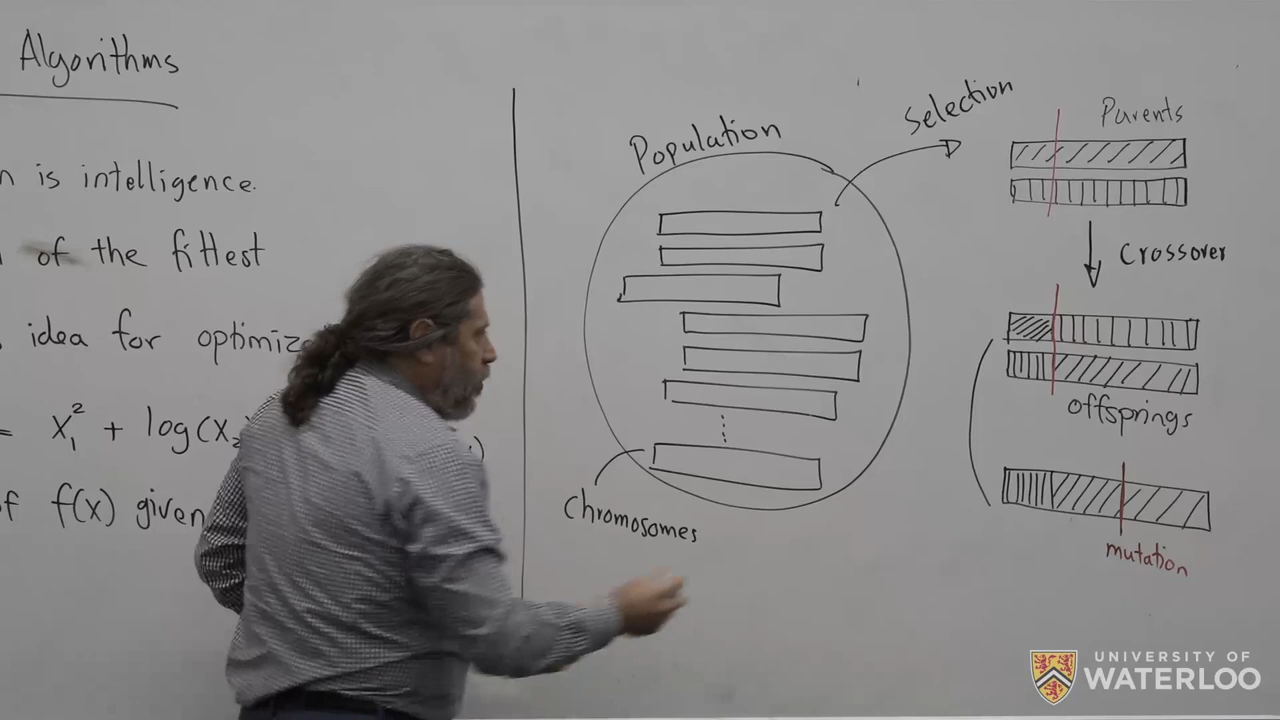 Algorithms
n is intelligence.
of the fittest
idea for optimiz
= x₁² + log(x₂
of f(x) given
Population
Chromosomes
Selection
Parents
Crossover
offsprings
mutation
UNIVERSITY OF
WATERLOO